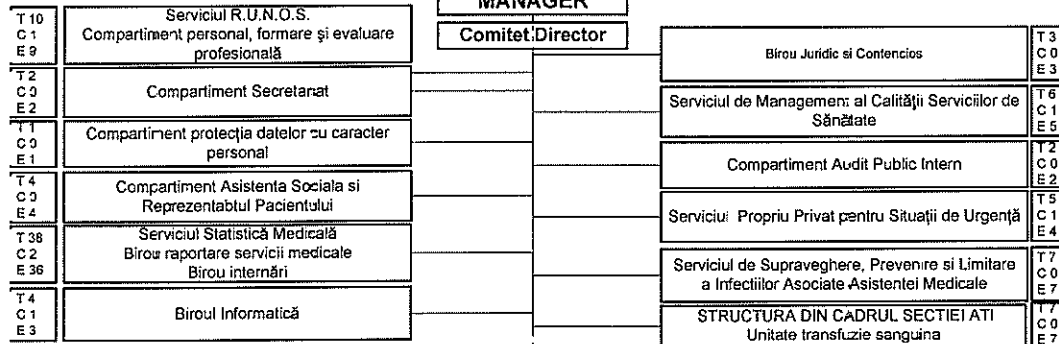 MANAGER
Comitet Director
T 10
C 1
E 9
Serviciul R.U.N.O.S.
Compartiment personal, formare şi evaluare
profesională
T 2
C 0
E 2
Compartiment Secretariat
T 1
C 0
E 1
Compartiment protecţia datelor cu caracter
personal
T 4
C 0
E 4
Compartiment Asistenta Sociala si
Reprezentabtul Pacientului
T 38
C 2
E 36
Serviciul Statistică Medicală
Birou raportare servicii medicale
Birou internări
T 4
C 1
E 3
Biroul Informatică
Birou Juridic si Contencios
T 3
C 0
E 3
Serviciul de Management al Calităţii Serviciilor de
Sănătate
T 6
C 1
E 5
Compartiment Audit Public Intern
T 2
C 0
E 2
Serviciul Propriu Privat pentru Situaţii de Urgenţă
T 5
C 1
E 4
Serviciul de Supraveghere, Prevenire si Limitare
a Infectiilor Asociate Asistentei Medicale
T 7
C 0
E 7
STRUCTURA DIN CADRUL SECTIEI ATI
Unitate transfuzie sanguina
T 7
C 0
E 7